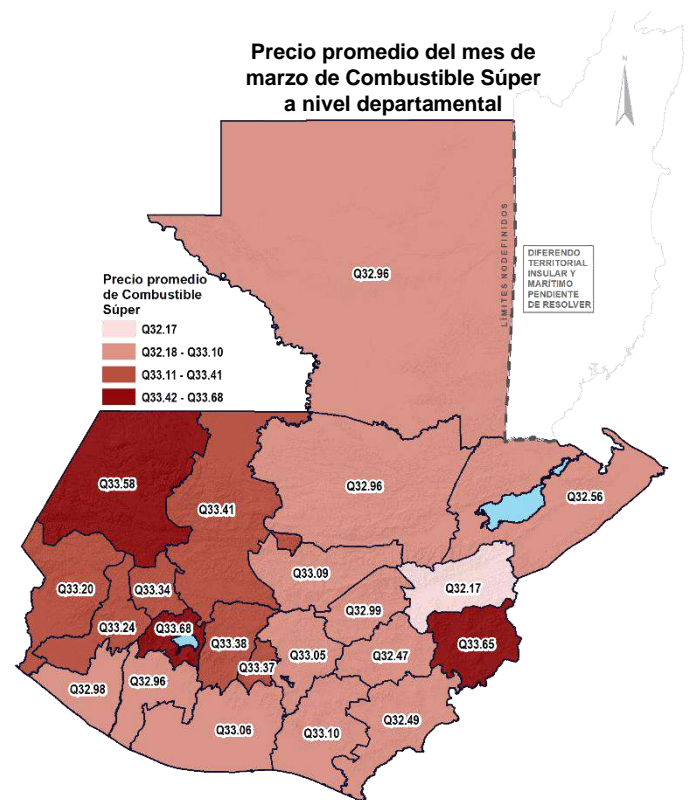 Precio promedio del mes de
marzo de Combustible Súper
a nivel departamental
N
LÍMITES NO DEFINIDOS
DIFERENDO
TERRITORIAL
INSULAR Y
MARÍTIMO
PENDIENTE
DE RESOLVER
Q32.96
Precio promedio
de Combustible
Súper
Q32.17
Q32.18 - Q33.10
Q33.11 - Q33.41
Q33.42 - Q33.68
Q33.58
Q33.41
Q32.96
Q32.56
Q33.20
Q33.34
Q33.09
Q32.17
Q32.99
Q33.24
Q33.68
Q33.38
Q33.37
Q33.05
Q32.47
Q33.65
Q32.98
Q32.96
Q33.06
Q33.10
Q32.49